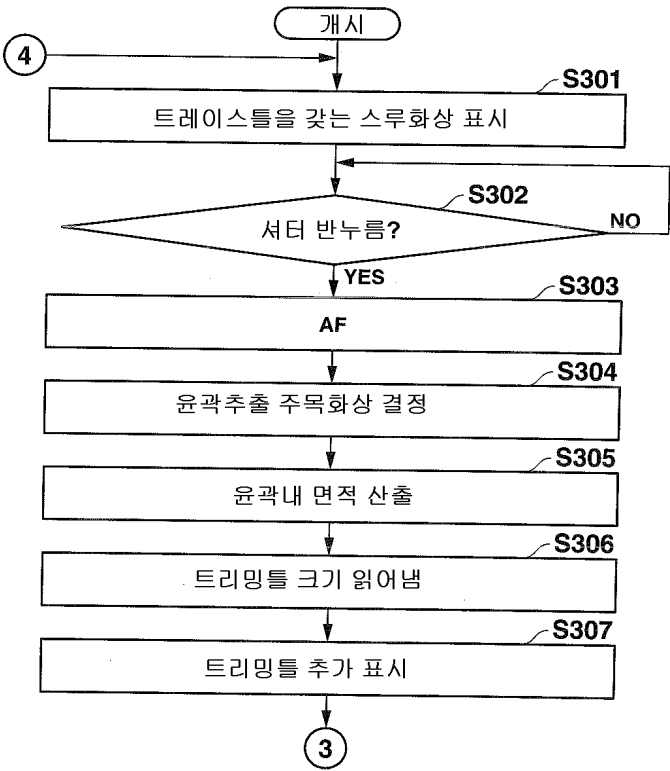 개시
4
S301
트레이스틀을 갖는 스루화상 표시
S302
셔터 반누름?
NO
YES
S303
AF
S304
윤곽추출 주목화상 결정
S305
윤곽내 면적 산출
S306
트리밍틀 크기 읽어냄
S307
트리밍틀 추가 표시
3